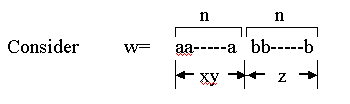 n n
Consider w= aa-----a bb-----b
xy z